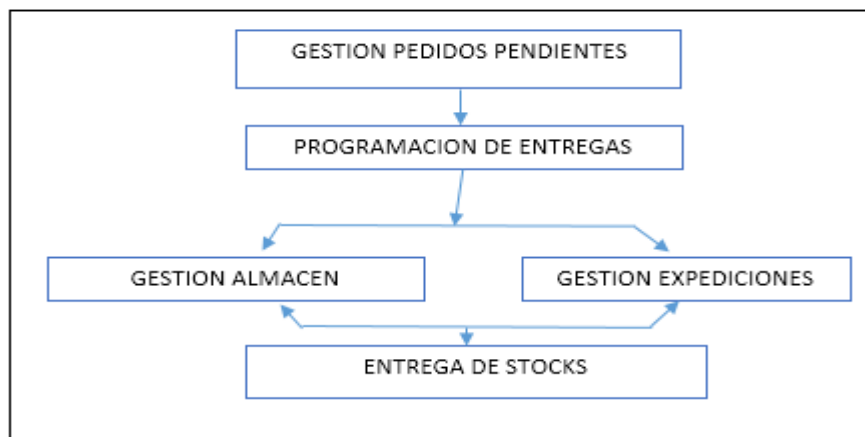 GESTION PEDIDOS PENDIENTES
PROGRAMACION DE ENTREGAS
GESTION ALMACEN
GESTION EXPEDICIONES
ENTREGA DE STOCKS